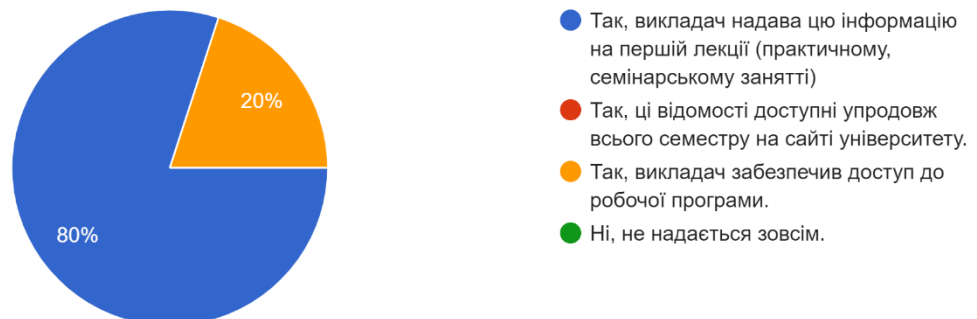 20%
80%
Так, викладач надава цю інформацію
на першій лекції (практичному,
семінарському занятті)
Так, ці відомості доступні упродовж
всього семестру на сайті університету.
Так, викладач забезпечив доступ до
робочої програми.
Ні, не надається зовсім.